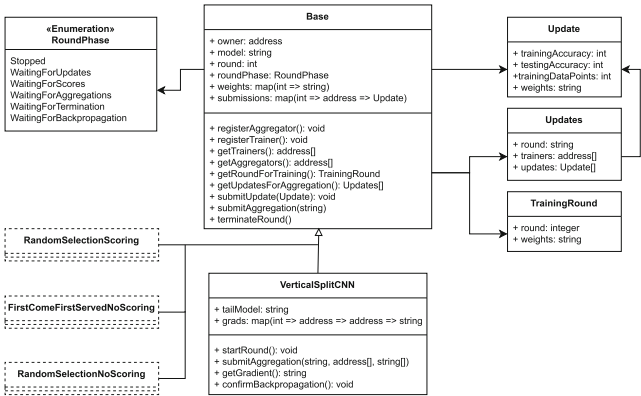 «Enumeration»
RoundPhase
Stopped
WaitingForUpdates
WaitingForScores
WaitingForAggregations
WaitingForTermination
WaitingForBackpropagation
Base
+ owner: address
+ model: string
+ round: int
+ roundPhase: RoundPhase
+ weights: map(int => string)
+ submissions: map(int => address => Update)
+ registerAggregator(): void
+ registerTrainer(): void
+ getTrainers(): address[]
+ getAggregators(): address[]
+ getRoundForTraining(): TrainingRound
+ getUpdatesForAggregation(): Updates[]
+ submitUpdate(Update): void
+ submitAggregation(string)
+ terminateRound()
Update
+ trainingAccuracy: int
+ testingAccuracy: int
+trainingDataPoints: int
+ weights: string
Updates
+ round: string
+ trainers: address[]
+ updates: Update[]
TrainingRound
+ round: integer
+ weights: string
RandomSelectionScoring
FirstComeFirstServedNoScoring
RandomSelectionNoScoring
VerticalSplitCNN
+ tailModel: string
+ grads: map(int => address => address => string
+ startRound(): void
+ submitAggregation(string, address[], string[])
+ getGradient(): string
+ confirmBackpropagation(): void